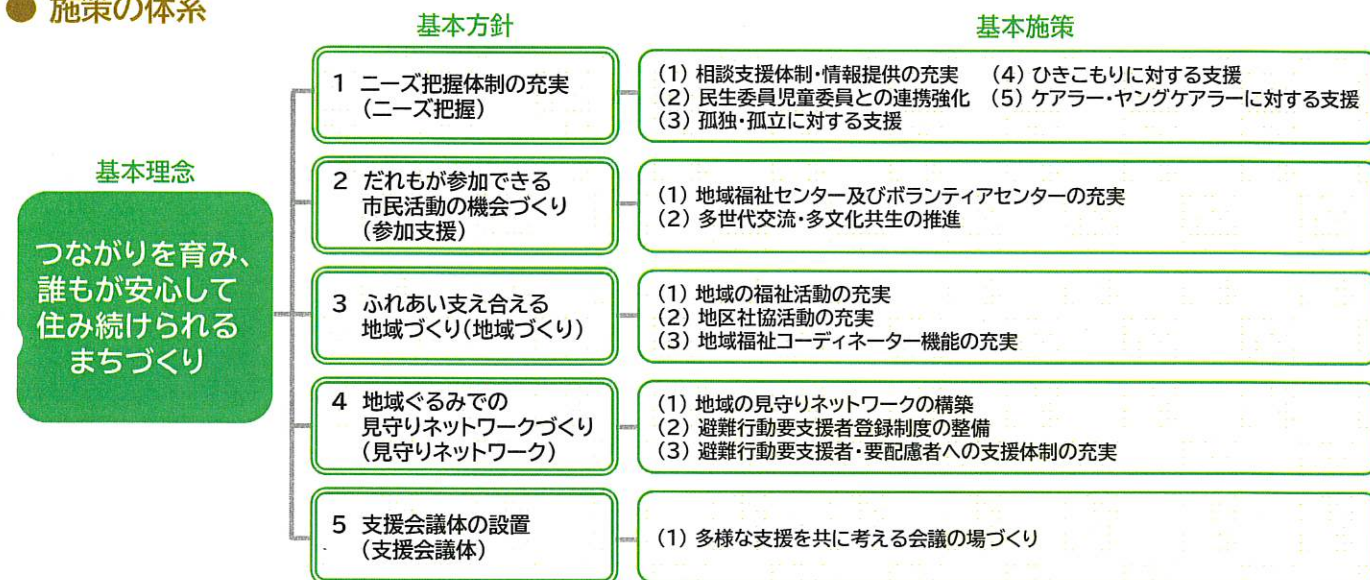 ● 施策の体系
基本方針
基本施策
基本理念
つながりを育み、
誰もが安心して
住み続けられる
まちづくり
1 ニーズ把握体制の充実
(ニーズ把握)
(1) 相談支援体制・情報提供の充実 (4) ひきこもりに対する支援
(2) 民生委員児童委員との連携強化 (5) ケアラー・ヤングケアラーに対する支援
(3) 孤独・孤立に対する支援
2 だれもが参加できる
市民活動の機会づくり
(参加支援)
(1) 地域福祉センター及びボランティアセンターの充実
(2) 多世代交流・多文化共生の推進
3 ふれあい支え合える
地域づくり(地域づくり)
(1) 地域の福祉活動の充実
(2) 地区社協活動の充実
(3) 地域福祉コーディネーター機能の充実
4 地域ぐるみでの
見守りネットワークづくり
(見守りネットワーク)
(1) 地域の見守りネットワークの構築
(2) 避難行動要支援者登録制度の整備
(3) 避難行動要支援者・要配慮者への支援体制の充実
5 支援会議体の設置
(支援会議体)
(1) 多様な支援を共に考える会議の場づくり